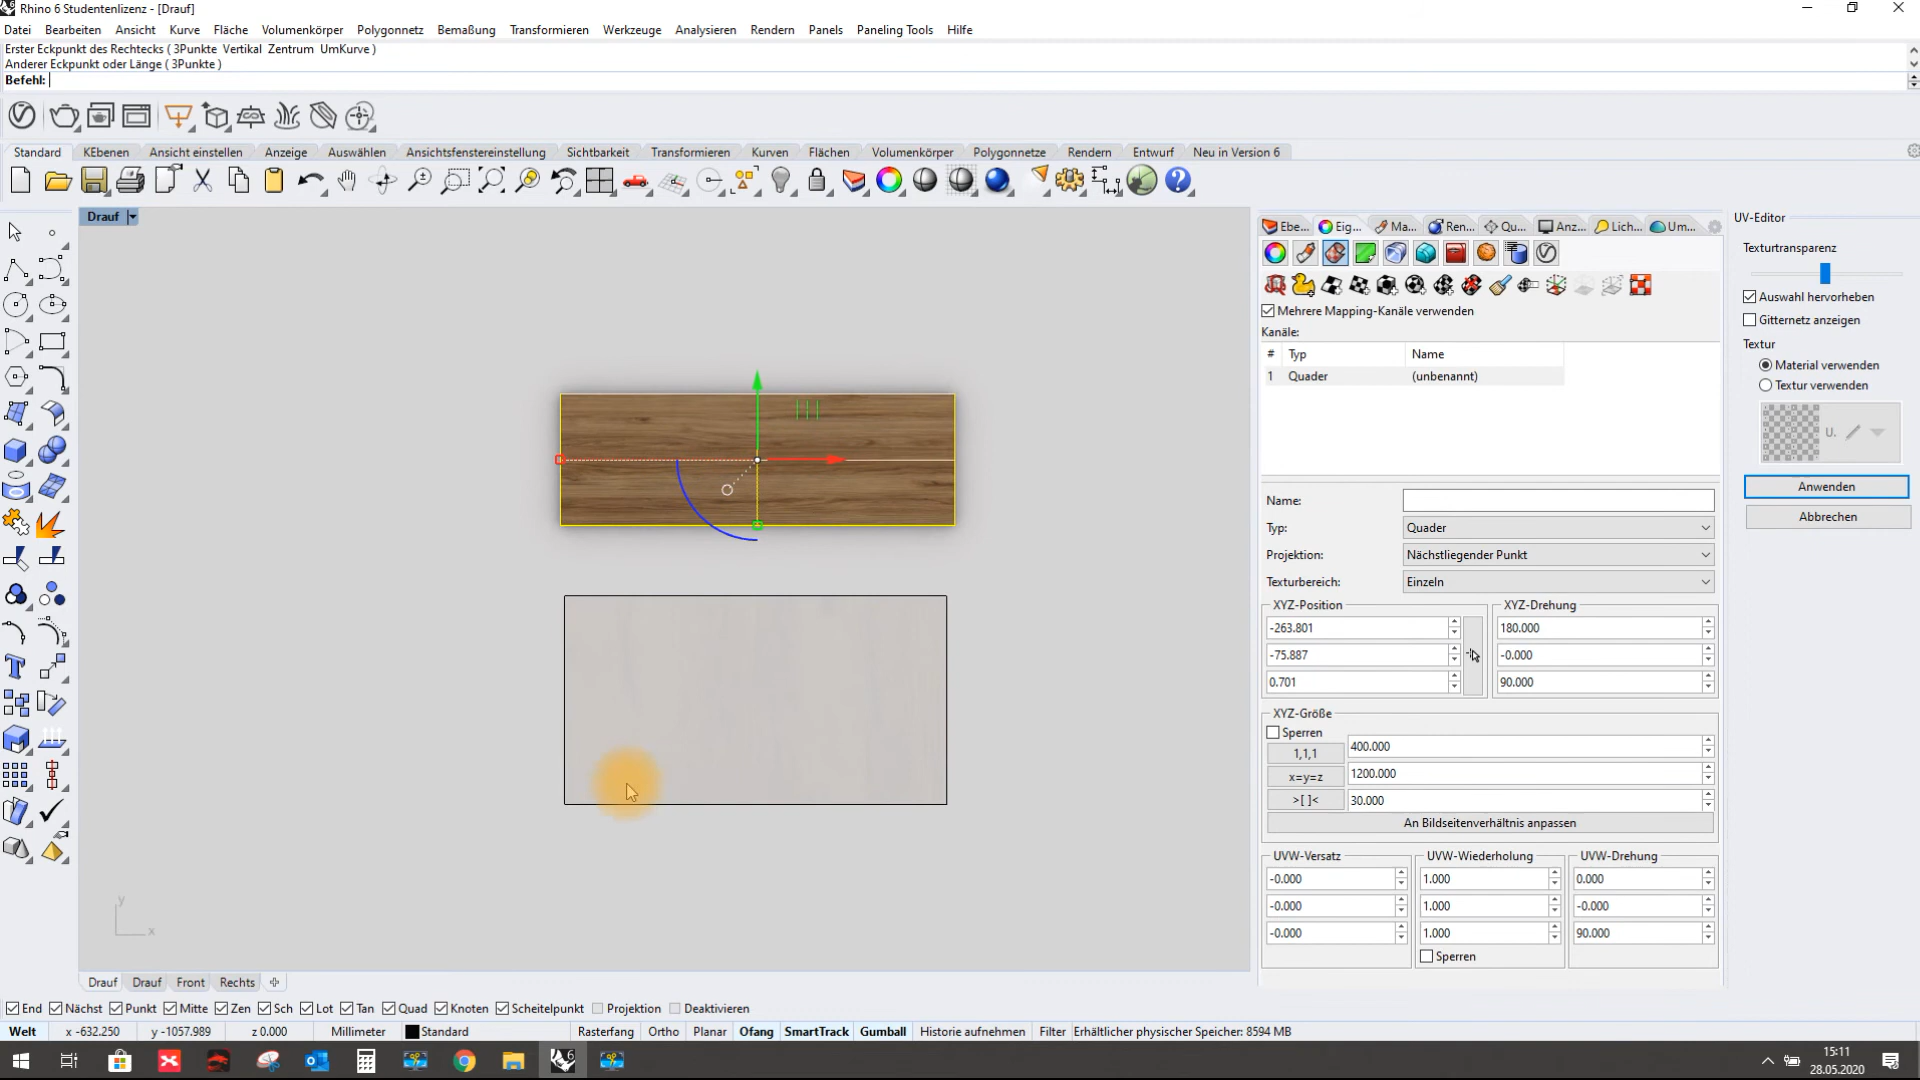 Rhino 6 Studentenlizenz - [Drauf]
Datei Bearbeiten Ansicht Kurve Fläche Volumenkörper Polygonnetz Bemaßung Transformieren Werkzeuge Analysieren Rendern Panels Paneling Tools Hilfe
Erster Eckpunkt des Rechtecks ( 3Punkte Vertikal Zentrum UmKurve )
Anderer Eckpunkt oder Länge ( 3Punkte )
Befehl:
Standard KEbenen Ansicht einstellen Anzeige Auswählen Ansichtsfenstereinstellung Sichtbarkeit Transformieren Kurven Flächen Volumenkörper Polygonnetze Rendern Entwurf Neu in Version 6
Drauf
Ebe... Eig... Ma... Ren... Qu... Anz... Lich... Um...
UV-Editor
Texturtransparenz
Auswahl hervorheben
Gitternetz anzeigen
Textur
Material verwenden
Textur verwenden
U.
Anwenden
Abbrechen
Mehrere Mapping-Kanäle verwenden
Kanäle:
# Typ Name
1 Quader (unbenannt)
Name:
Typ: Quader
Projektion: Nächstliegender Punkt
Texturbereich: Einzeln
XYZ-Position XYZ-Drehung
-263.801 180.000
-75.887 -0.000
0.701 90.000
XYZ-Größe
Sperren
1,1,1 400.000
x=y=z 1200.000
>[ ]< 30.000
An Bildseitenverhältnis anpassen
UVW-Versatz UVW-Wiederholung UVW-Drehung
-0.000 1.000 0.000
-0.000 1.000 -0.000
-0.000 1.000 90.000
Sperren
y
x
Drauf Drauf Front Rechts
End Nächst Punkt Mitte Zen Sch Lot Tan Quad Knoten Scheitelpunkt Projektion Deaktivieren
Welt x -632.250 y -1057.989 z 0.000 Millimeter Standard Rasterfang Ortho Planar Ofang SmartTrack Gumball Historie aufnehmen Filter Erhältlicher physischer Speicher: 8594 MB
15:11
28.05.2020